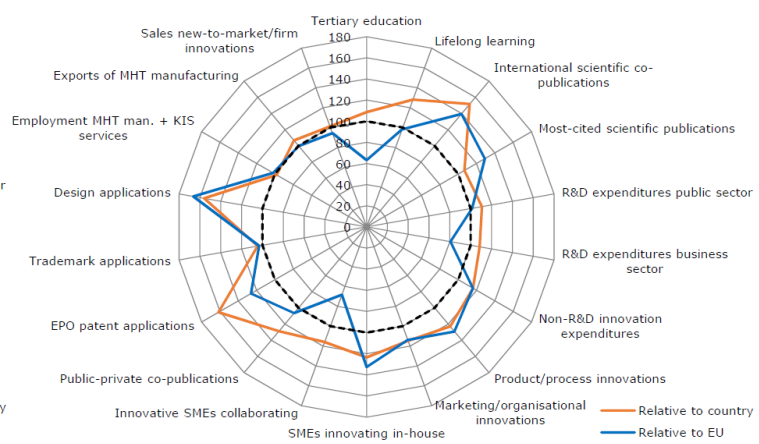 Tertiary education
Sales new-to-market/firm
innovations
Lifelong learning
Exports of MHT manufacturing
International scientific co-
publications
Employment MHT man. + KIS
services
Most-cited scientific publications
Design applications
R&D expenditures public sector
Trademark applications
R&D expenditures business
sector
EPO patent applications
Non-R&D innovation
expenditures
Public-private co-publications
Product/process innovations
Innovative SMEs collaborating
Marketing/organisational
innovations
SMEs innovating in-house
180
160
140
120
100
80
60
40
20
0
Relative to country
Relative to EU